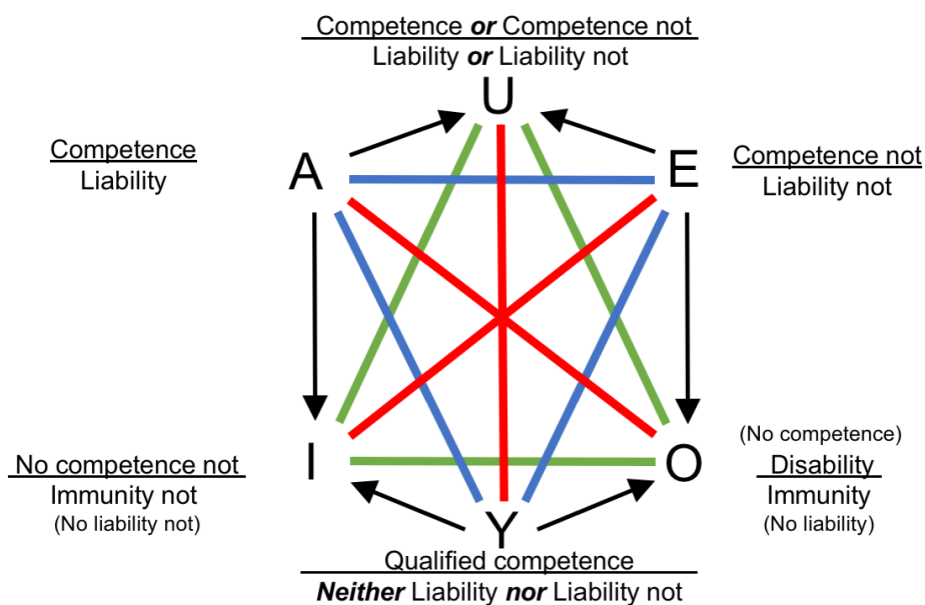 Competence or Competence not
Liability or Liability not
U
Competence
Liability
A
E
Competence not
Liability not
No competence not
Immunity not
(No liability not)
I
O
(No competence)
Disability
Immunity
(No liability)
Y
Qualified competence
Neither Liability nor Liability not